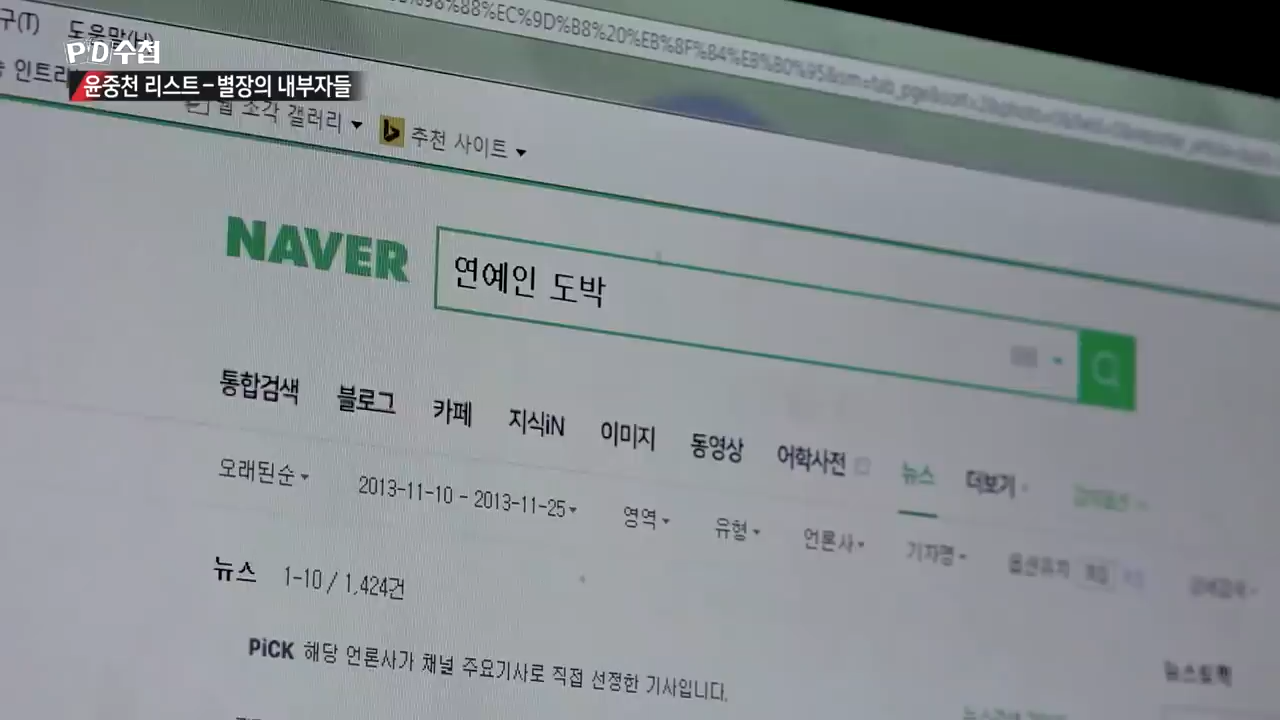 구(T) 도움말(H)
PD수첩
윤중천 리스트-별장의 내부자들
웹 조각 갤러리
추천 사이트
NAVER
연예인 도박
통합검색 블로그 카페 지식iN 이미지 동영상 어학사전 뉴스 더보기
오래된순 2013-11-10 - 2013-11-25 영역 유형 언론사 기자명 옵션유지
뉴스 1-10 / 1,424건
PiCK 해당 언론사가 채널 주요기사로 직접 선정한 기사입니다.